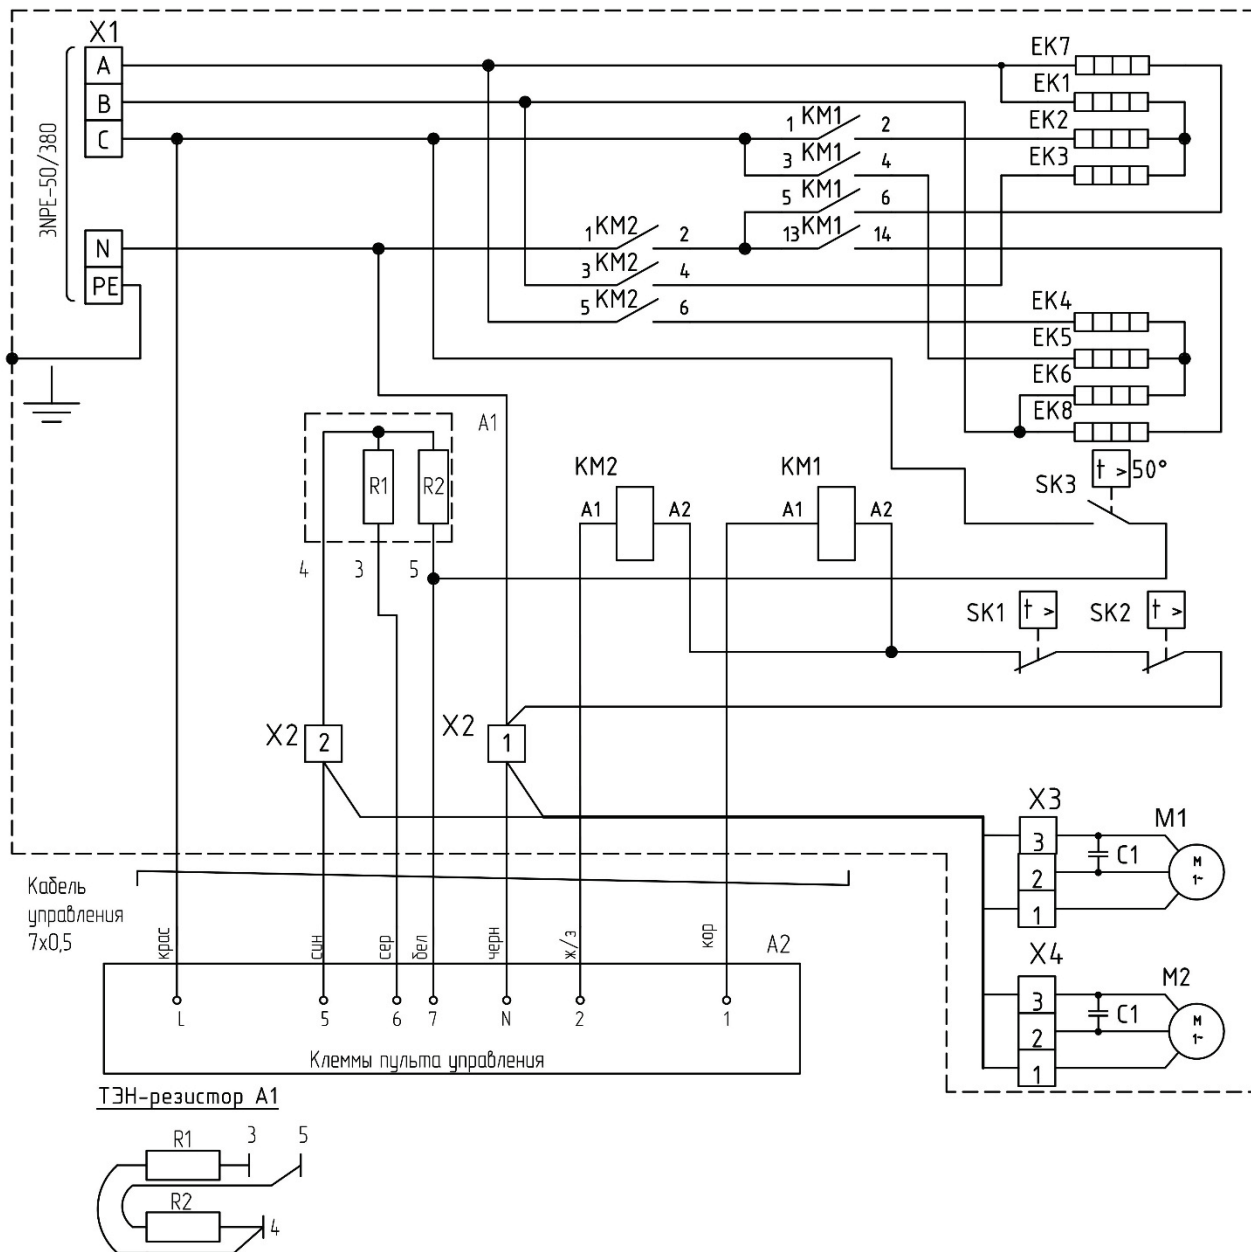 X1
A
B
C
N
PE
3NPE-50/380
1 KM1 2
3 KM1 4
5 KM1 6
13 KM1 14
1 KM2 2
3 KM2 4
5 KM2 6
EK7
EK1
EK2
EK3
EK4
EK5
EK6
EK8
A1
R1 R2
4 3 5
KM2
A1 A2
KM1
A1 A2
SK3 t > 50°
SK1 t >
SK2 t >
X2 2
X2 1
X3
3
2
1
C1
M1
M
1~
X4
3
2
1
C1
M2
M
1~
Кабель
управления
7х0,5
крас
син
сер
бел
черн
ж/з
кор
A2
L 5 6 7 N 2 1
Клеммы пульта управления
ТЭН-резистор А1
R1 3 5
R2 4